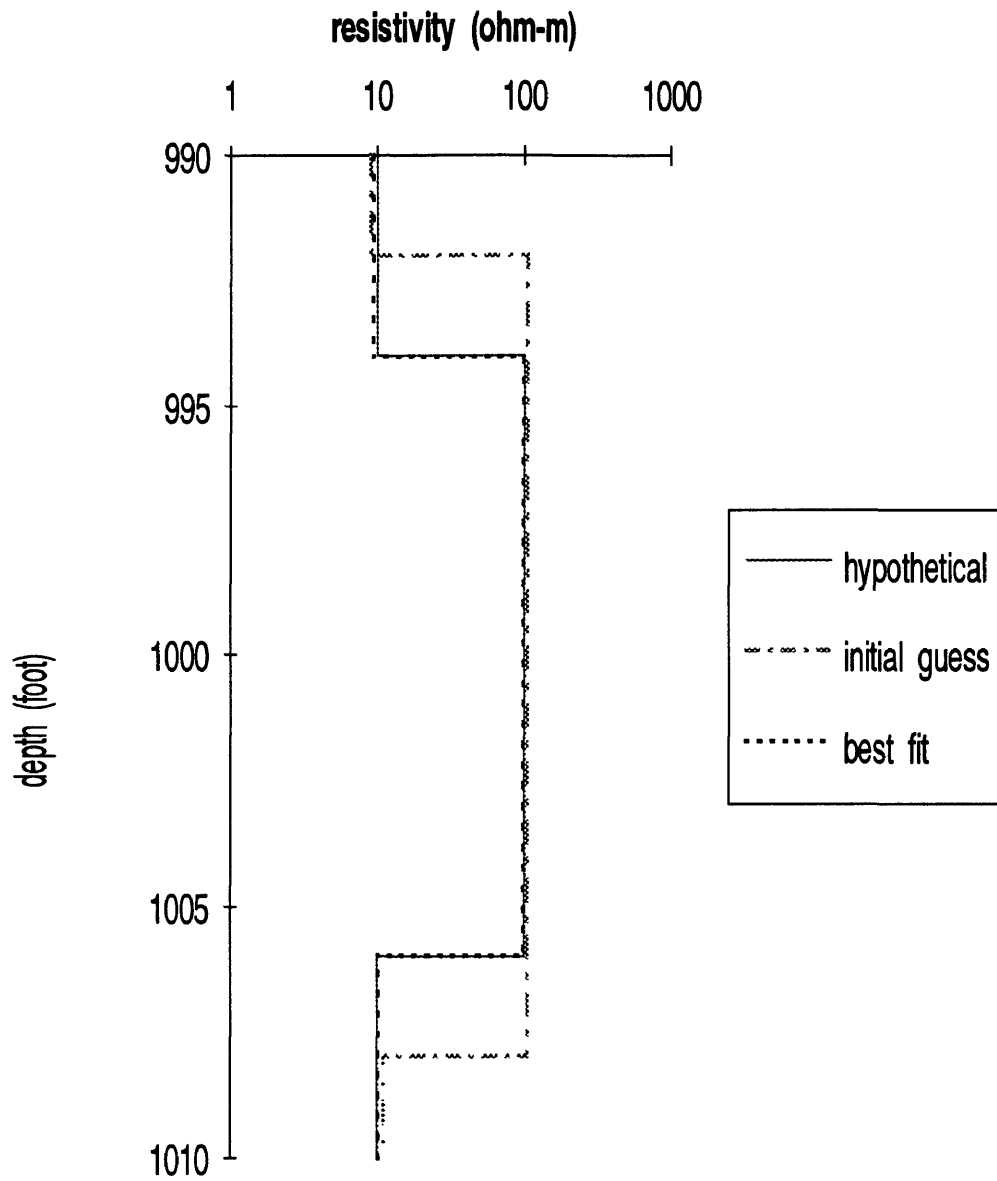 resistivity (ohm-m)
1 10 100 1000
990
995
1000
1005
1010
depth (foot)
hypothetical
initial guess
best fit